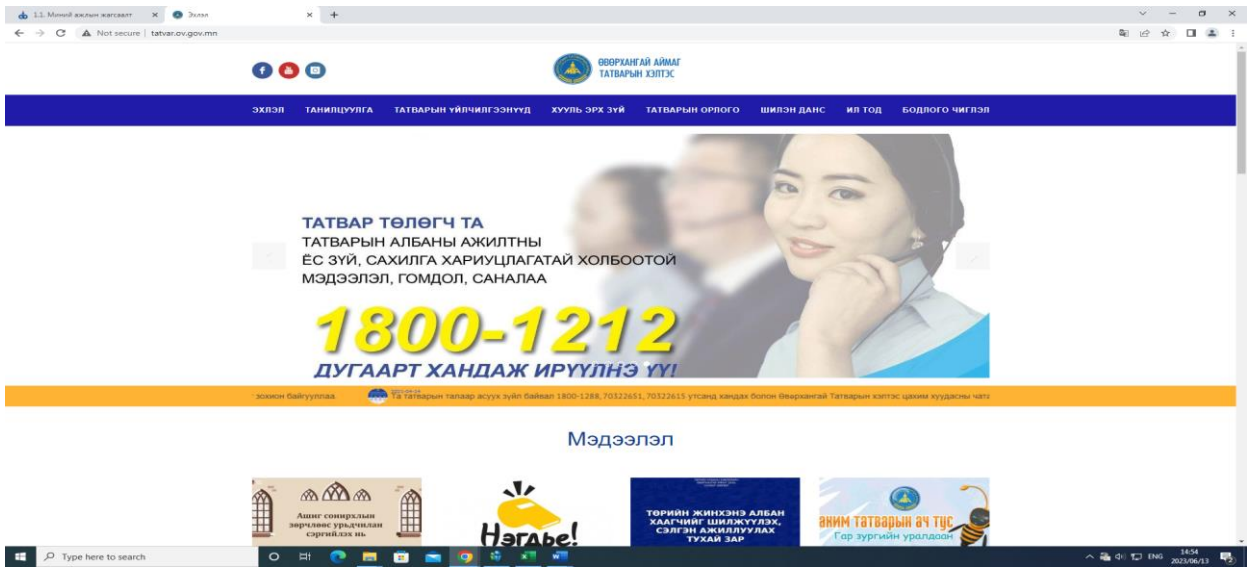 1.1. Миний ажлын жагсаалт
Эхлэл
Not secure | tatvar.ov.gov.mn
ӨВӨРХАНГАЙ АЙМАГ
ТАТВАРЫН ХЭЛТЭС
ЭХЛЭЛ ТАНИЛЦУУЛГА ТАТВАРЫН ҮЙЛЧИЛГЭЭНҮҮД ХУУЛЬ ЭРХ ЗҮЙ ТАТВАРЫН ОРЛОГО ШИЛЭН ДАНС ИЛ ТОД БОДЛОГО ЧИГЛЭЛ
ТАТВАР ТӨЛӨГЧ ТА
ТАТВАРЫН АЛБАНЫ АЖИЛТНЫ
ЁС ЗҮЙ, САХИЛГА ХАРИУЦЛАГАТАЙ ХОЛБООТОЙ
МЭДЭЭЛЭЛ, ГОМДОЛ, САНАЛАА
1800-1212
ДУГААРТ ХАНДАЖ ИРҮҮЛНЭ ҮҮ!
зохион байгууллаа.
Та татварын талаар асуух зүйл байвал 1800-1288, 70322651, 70322615 утсанд хандах болон Өвөрхангай Татварын хэлтэс цахим хуудасны чата
Мэдээлэл
Ашиг сонирхлын
зөрчлөөс урьдчилан
сэргийлэх нь
Нэгдье!
ТӨРИЙН ЖИНХЭНЭ АЛБАН
ХААГЧИЙГ ШИЛЖҮҮЛЭХ,
СЭЛГЭН АЖИЛЛУУЛАХ
ТУХАЙ ЗАР
аким татварын ач тус
Гар зургийн уралдаан
Type here to search
ENG
14:54
2023/06/13